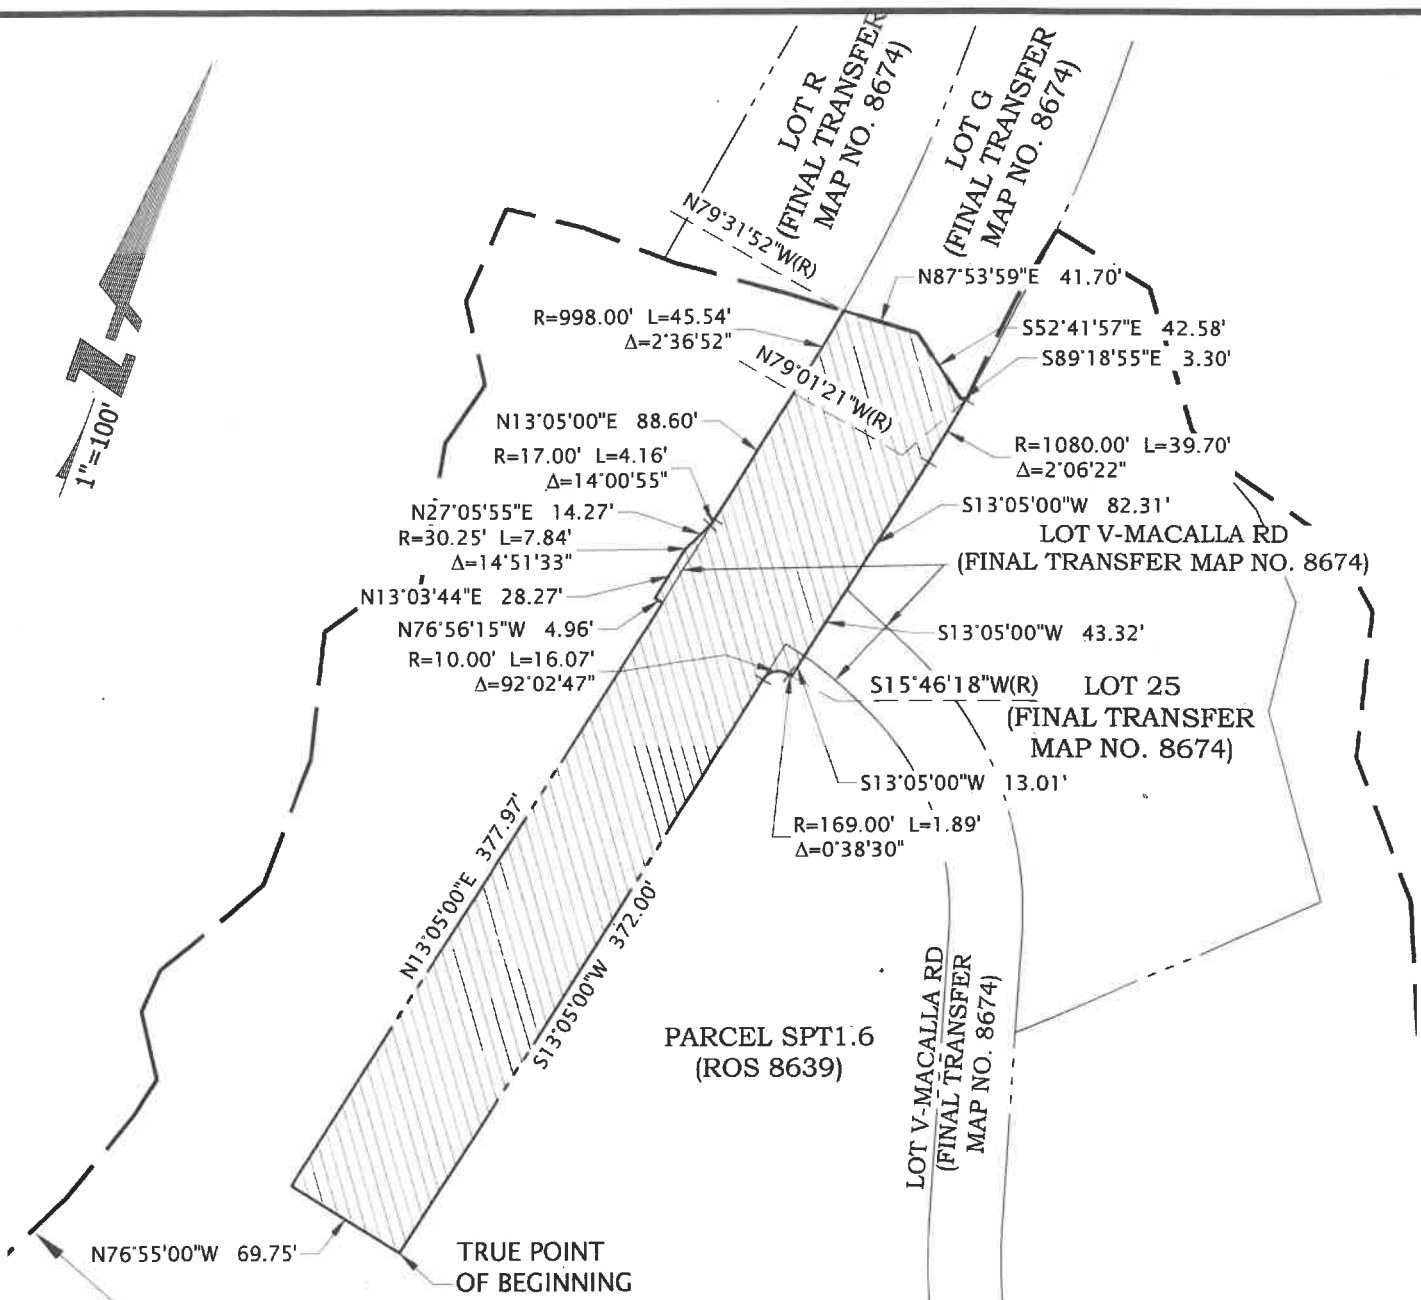 LOT R
(FINAL TRANSFER
MAP NO. 8674)
LOT G
(FINAL TRANSFER
MAP NO. 8674)
N79°31'52"W(R)
N87°53'59"E 41.70'
R=998.00' L=45.54'
Δ=2°36'52"
S52°41'57"E 42.58'
S89°18'55"E 3.30'
N79°01'21"W(R)
N
1"=100'
N13°05'00"E 88.60'
R=17.00' L=4.16'
Δ=14°00'55"
R=1080.00' L=39.70'
Δ=2°06'22"
N27°05'55"E 14.27'
S13°05'00"W 82.31'
R=30.25' L=7.84'
Δ=14°51'33"
LOT V-MACALLA RD
(FINAL TRANSFER MAP NO. 8674)
N13°03'44"E 28.27'
N76°56'15"W 4.96'
S13°05'00"W 43.32'
R=10.00' L=16.07'
Δ=92°02'47"
S15°46'18"W(R)
LOT 25
(FINAL TRANSFER
MAP NO. 8674)
S13°05'00"W 13.01'
R=169.00' L=1.89'
Δ=0°38'30"
N13°05'00"E 377.97'
S13°05'00"W 372.00'
PARCEL SPT1.6
(ROS 8639)
LOT V-MACALLA RD
(FINAL TRANSFER
MAP NO. 8674)
N76°55'00"W 69.75'
TRUE POINT
OF BEGINNING